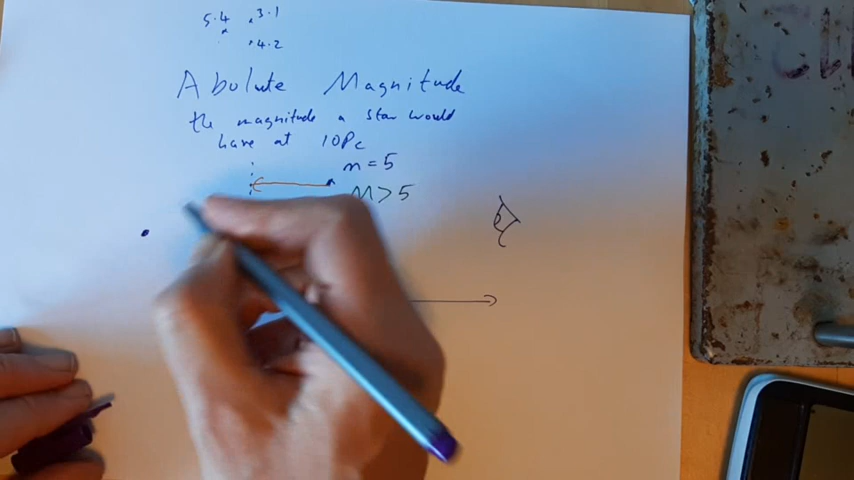 5.4 3.1
4.2
Abolute Magnitude
the magnitude a star would
have at 10Pc
m = 5
M > 5